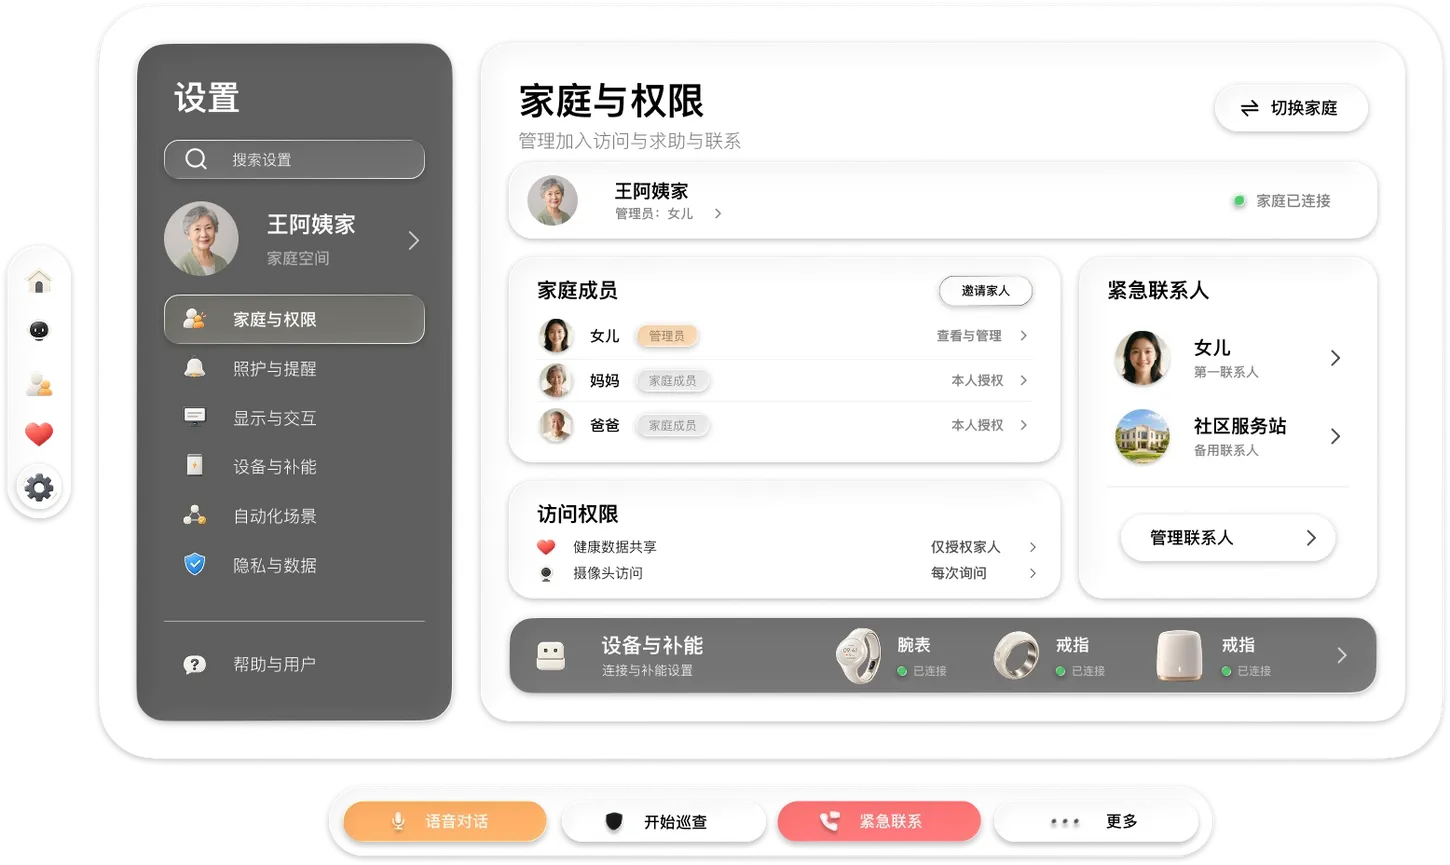 设置
搜索设置
王阿姨家
家庭空间
家庭与权限
照护与提醒
显示与交互
设备与补能
自动化场景
隐私与数据
帮助与用户
家庭与权限
管理加入访问与求助与联系
切换家庭
王阿姨家
管理员：女儿
家庭已连接
家庭成员
邀请家人
女儿 管理员 查看与管理
妈妈 家庭成员 本人授权
爸爸 家庭成员 本人授权
紧急联系人
女儿
第一联系人
社区服务站
备用联系人
管理联系人
访问权限
健康数据共享 仅授权家人
摄像头访问 每次询问
设备与补能
连接与补能设置
09:41
腕表
已连接
戒指
已连接
戒指
已连接
语音对话
开始巡查
紧急联系
更多